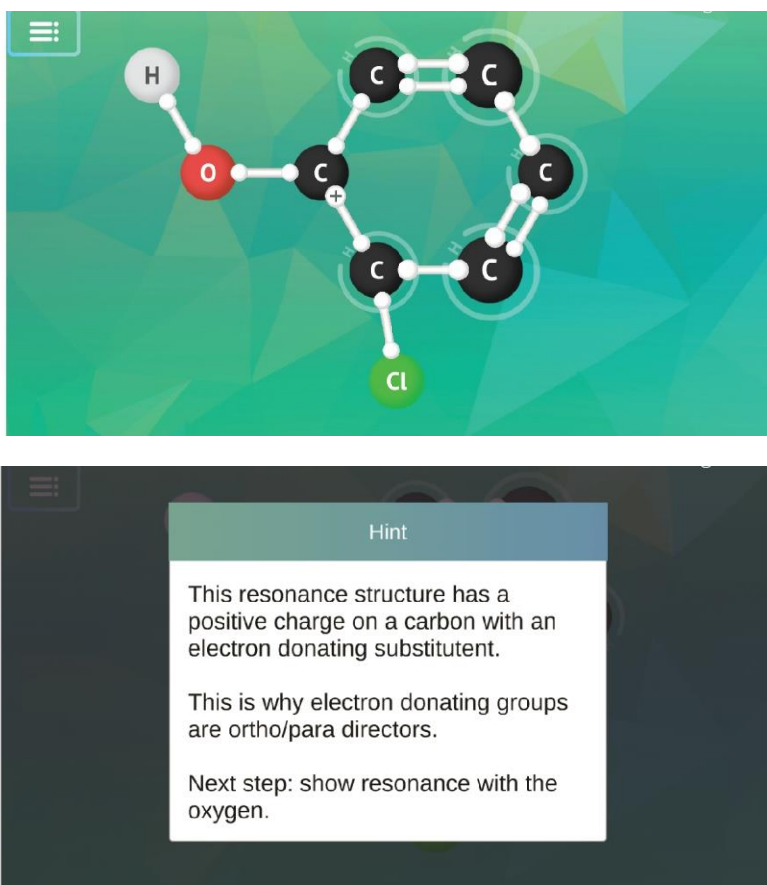 H C C
O C C
+
C C
Cl
Hint
This resonance structure has a
positive charge on a carbon with an
electron donating substitutent.
This is why electron donating groups
are ortho/para directors.
Next step: show resonance with the
oxygen.